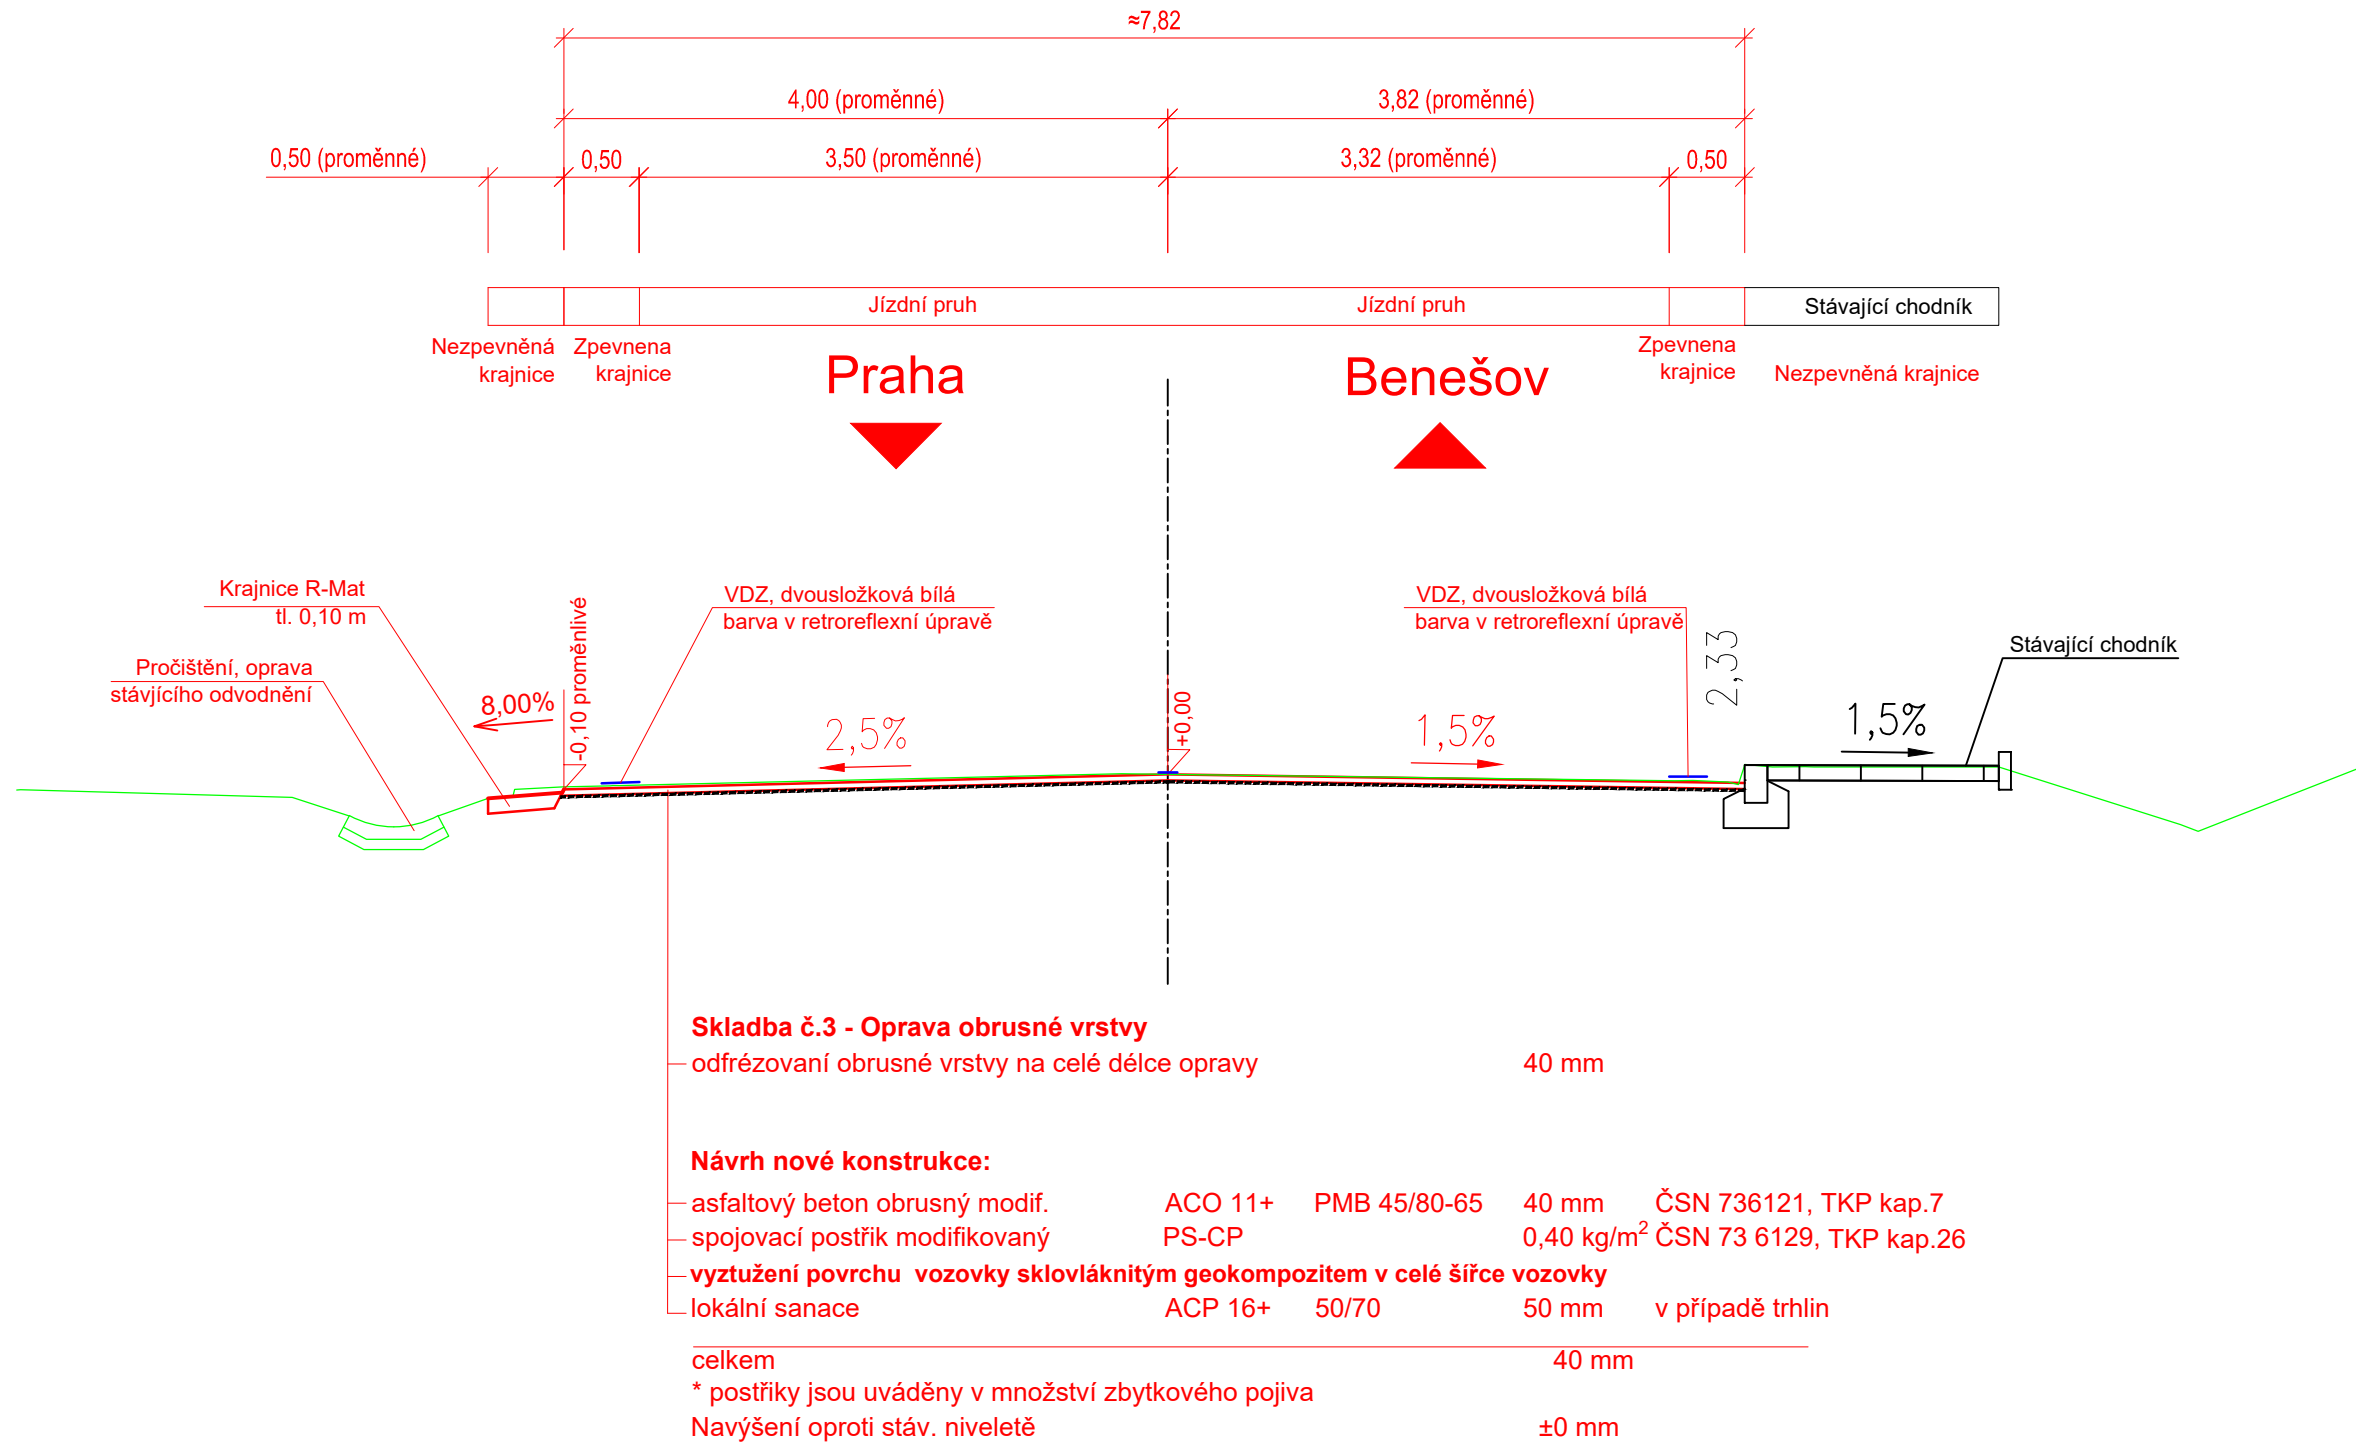 ≈7,82
4,00 (proměnné)
3,82 (proměnné)
0,50 (proměnné)
0,50
3,50 (proměnné)
3,32 (proměnné)
0,50
Jízdní pruh
Jízdní pruh
Stávající chodník
Nezpevněná
krajnice
Zpevnena
krajnice
Zpevnena
krajnice
Nezpevněná krajnice
Praha
Benešov
Krajnice R-Mat
tl. 0,10 m
Pročištění, oprava
stávjícího odvodnění
8,00%
-0,10 proměnlivé
VDZ, dvousložková bílá
barva v retroreflexní úpravě
2,5%
+0,00
VDZ, dvousložková bílá
barva v retroreflexní úpravě
1,5%
2,33
1,5%
Stávající chodník
Skladba č.3 - Oprava obrusné vrstvy
odfrézovaní obrusné vrstvy na celé délce opravy 40 mm
Návrh nové konstrukce:
asfaltový beton obrusný modif. ACO 11+ PMB 45/80-65 40 mm ČSN 736121, TKP kap.7
spojovací postřik modifikovaný PS-CP 0,40 kg/m² ČSN 73 6129, TKP kap.26
vyztužení povrchu vozovky sklovláknitým geokompozitem v celé šířce vozovky
lokální sanace ACP 16+ 50/70 50 mm v případě trhlin
celkem 40 mm
* postřiky jsou uváděny v množství zbytkového pojiva
Navýšení oproti stáv. niveletě ±0 mm